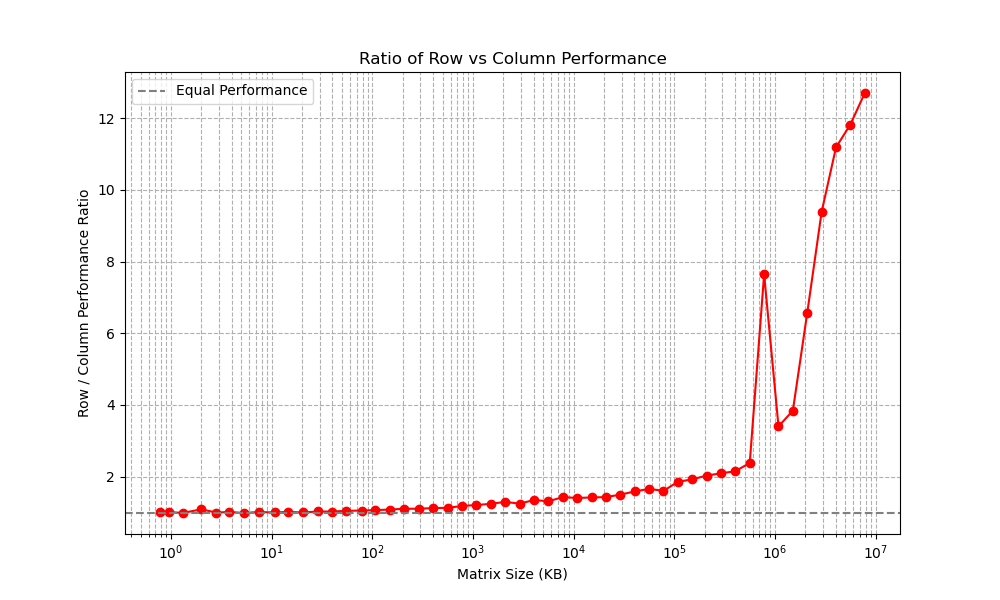 Ratio of Row vs Column Performance
Equal Performance
Row / Column Performance Ratio
12
10
8
6
4
2
10⁰ 10¹ 10² 10³ 10⁴ 10⁵ 10⁶ 10⁷
Matrix Size (KB)